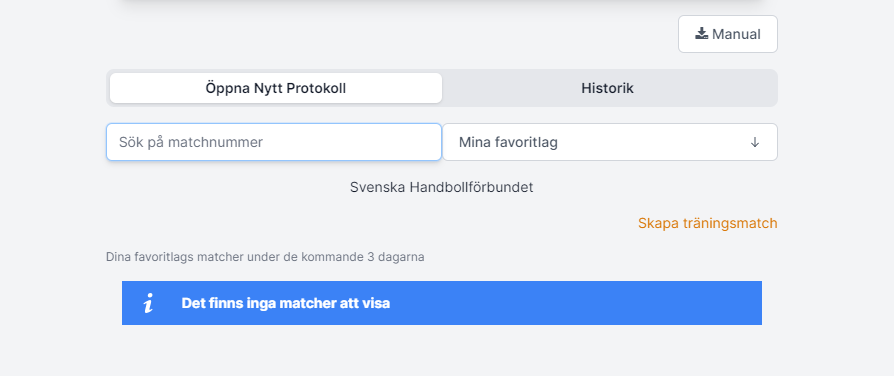 Manual
Öppna Nytt Protokoll
Historik
Sök på matchnummer
Mina favoritlag
Svenska Handbollförbundet
Skapa träningsmatch
Dina favoritlags matcher under de kommande 3 dagarna
Det finns inga matcher att visa